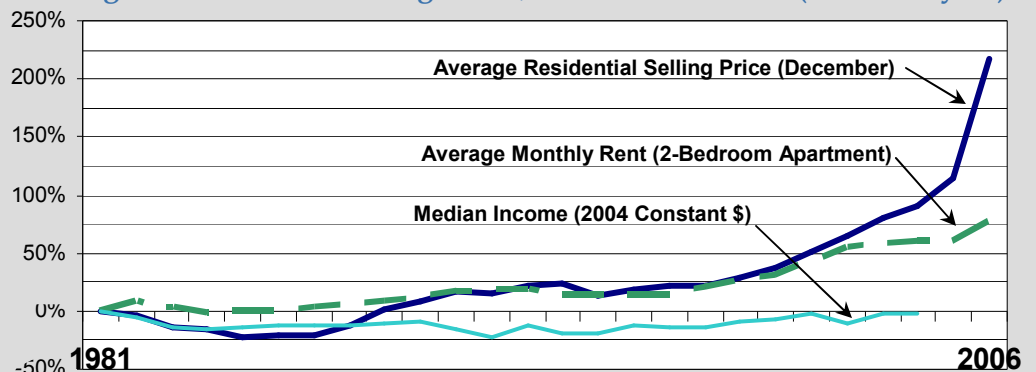 250%
200%
Average Residential Selling Price (December)
150%
Average Monthly Rent (2-Bedroom Apartment)
100%
Median Income (2004 Constant $)
50%
0%
-50%
1981 2006